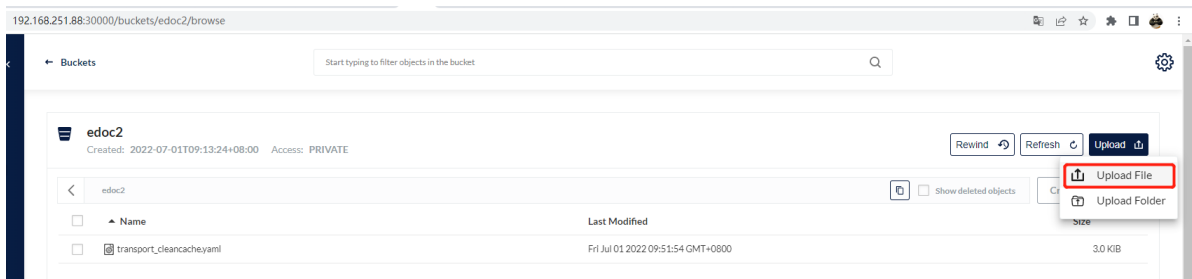 192.168.251.88:30000/buckets/edoc2/browse
← Buckets
Start typing to filter objects in the bucket
edoc2
Created: 2022-07-01T09:13:24+08:00 Access: PRIVATE
Rewind
Refresh
Upload
Upload File
Upload Folder
edoc2
Show deleted objects
Name
Last Modified
Size
transport_cleancache.yaml
Fri Jul 01 2022 09:51:54 GMT+0800
3.0 KiB